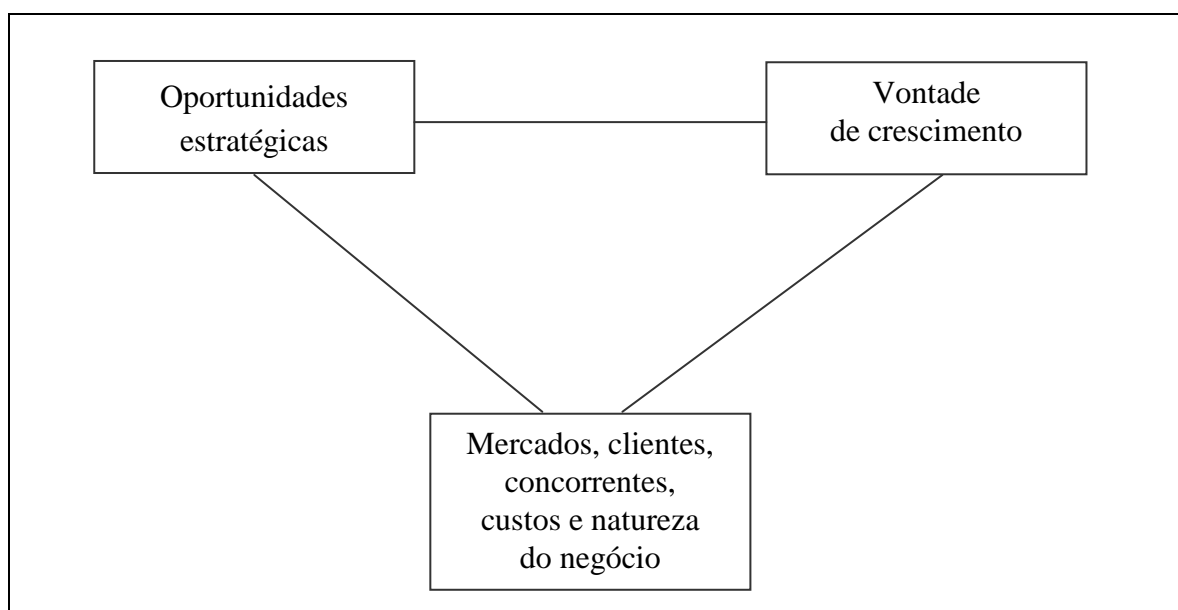 Oportunidades
estratégicas
Vontade
de crescimento
Mercados, clientes,
concorrentes,
custos e natureza
do negócio